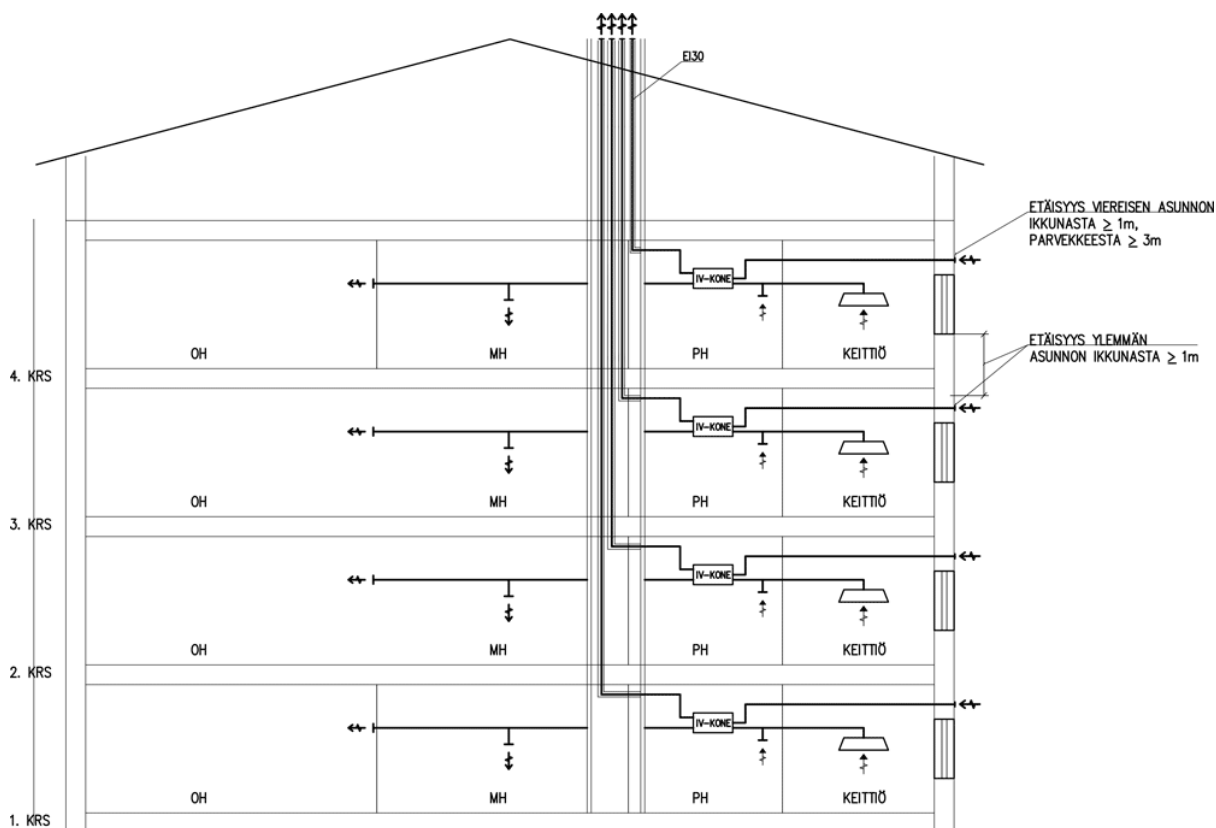 EI30
ETÄISYYS VIEREISEN ASUNNON
IKKUNASTA ≥ 1m,
PARVEKKEESTA ≥ 3m
IV-KONE
OH
MH
PH
KEITTIÖ
ETÄISYYS YLEMMÄN
ASUNNON IKKUNASTA ≥ 1m
4. KRS
IV-KONE
OH
MH
PH
KEITTIÖ
3. KRS
IV-KONE
OH
MH
PH
KEITTIÖ
2. KRS
IV-KONE
OH
MH
PH
KEITTIÖ
1. KRS